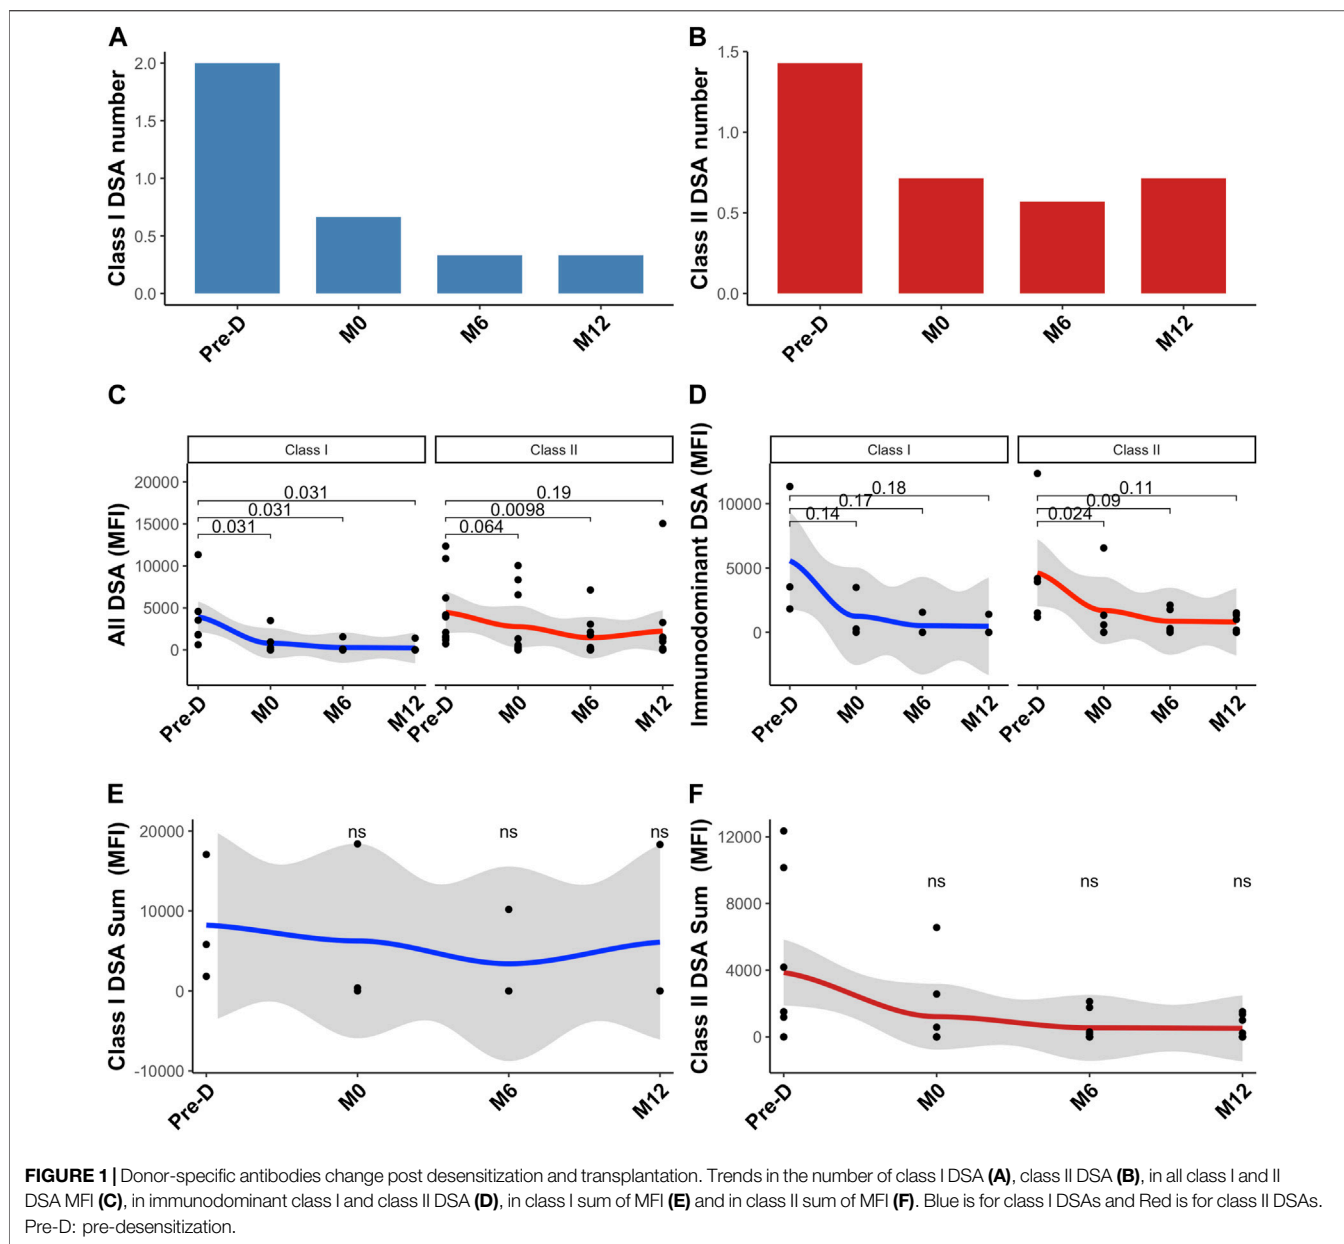 A
Class I DSA number
2.0
1.5
1.0
0.5
0.0
Pre-D M0 M6 M12
B
Class II DSA number
1.5
1.0
0.5
0.0
Pre-D M0 M6 M12
C
All DSA (MFI)
Class I Class II
20000
15000
10000
5000
0
0.031
0.031
0.031
0.19
0.0098
0.064
Pre-D M0 M6 M12 Pre-D M0 M6 M12
D
Immunodominant DSA (MFI)
Class I Class II
10000
5000
0
0.18
0.17
0.14
0.11
0.09
0.024
Pre-D M0 M6 M12 Pre-D M0 M6 M12
E
Class I DSA Sum (MFI)
20000
10000
0
-10000
ns ns ns
Pre-D M0 M6 M12
F
Class II DSA Sum (MFI)
12000
8000
4000
0
ns ns ns
Pre-D M0 M6 M12
FIGURE 1 | Donor-specific antibodies change post desensitization and transplantation. Trends in the number of class I DSA (A), class II DSA (B), in all class I and II
DSA MFI (C), in immunodominant class I and class II DSA (D), in class I sum of MFI (E) and in class II sum of MFI (F). Blue is for class I DSAs and Red is for class II DSAs.
Pre-D: pre-desensitization.